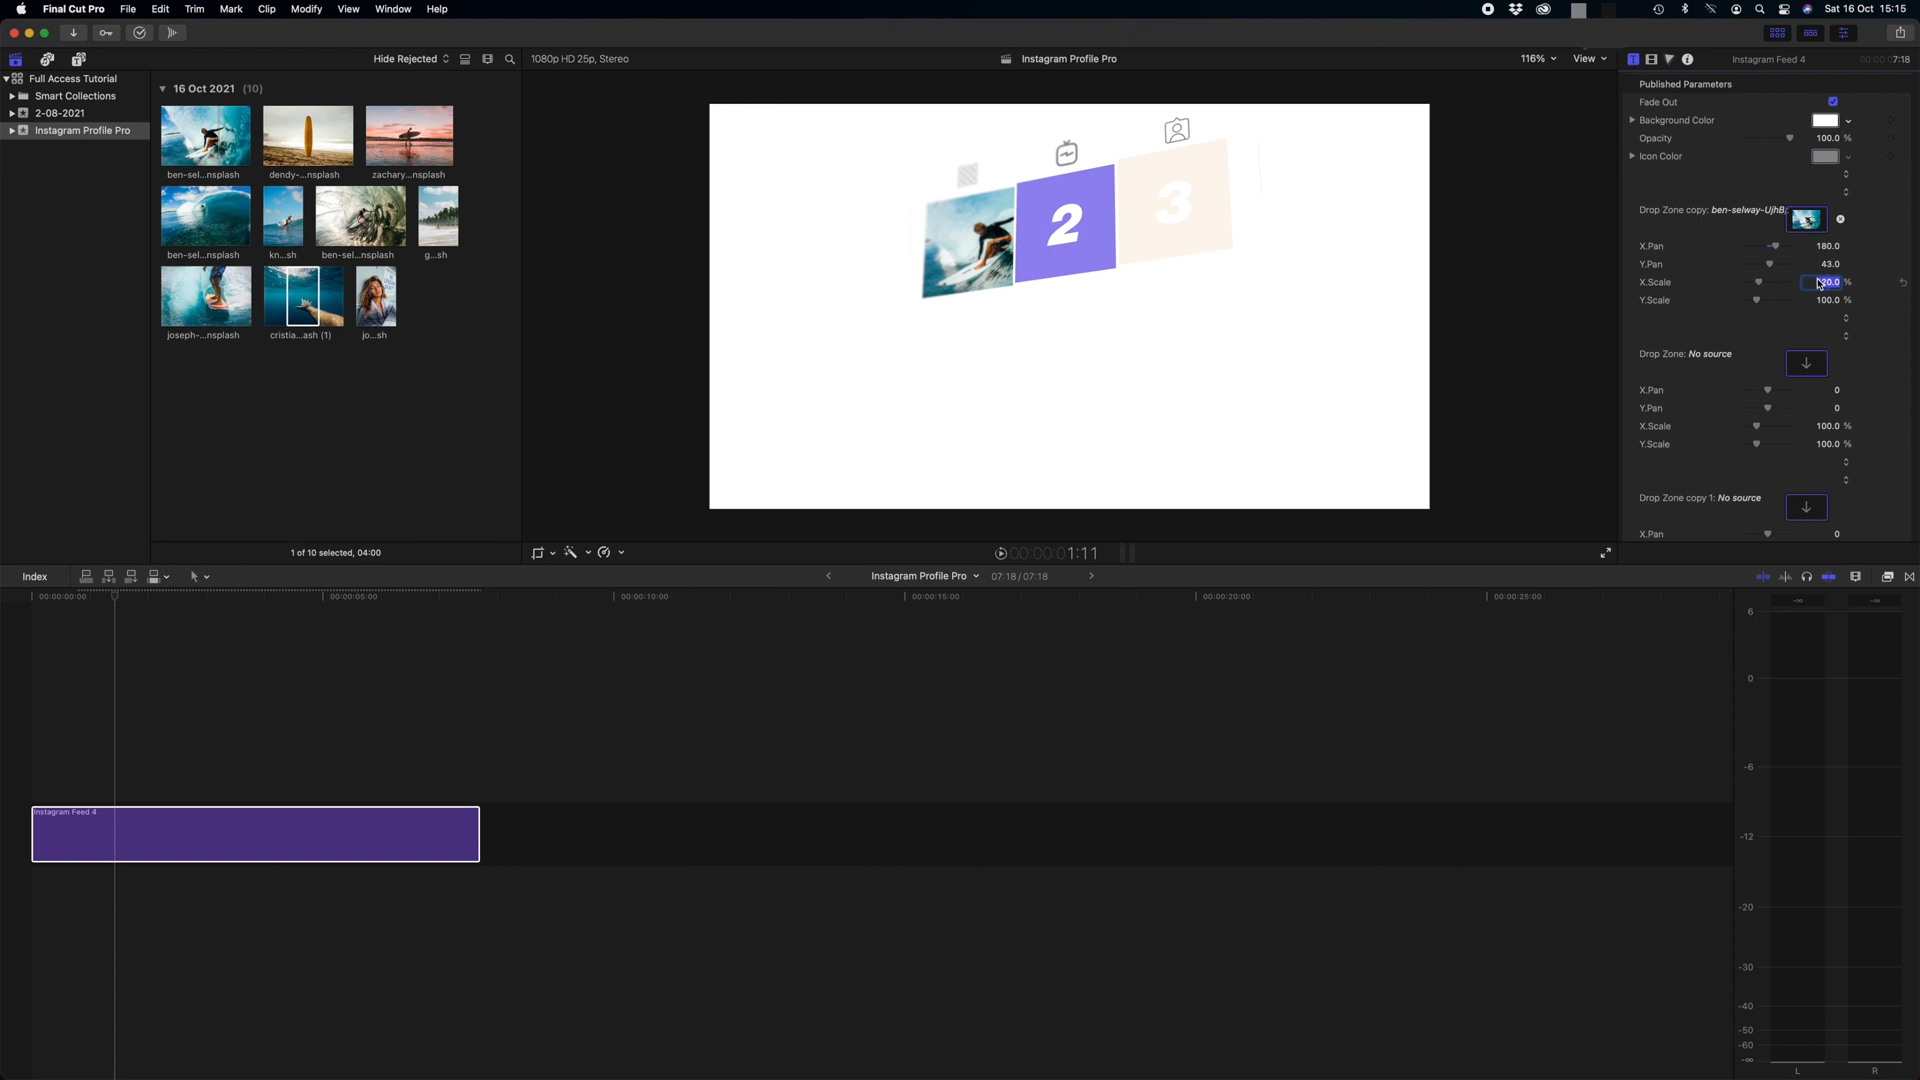 Final Cut Pro File Edit Trim Mark Clip Modify View Window Help Sat 16 Oct 15:15
Hide Rejected 1080p HD 25p, Stereo Instagram Profile Pro 116% View Instagram Feed 4 00:00:07:18
Full Access Tutorial
Smart Collections
2-08-2021
Instagram Profile Pro
16 Oct 2021 (10)
ben-sel...nsplash dendy-...nsplash zachary...nsplash
ben-sel...nsplash kn...sh ben-sel...nsplash g...sh
joseph-...nsplash cristia...ash (1) jo...sh
1 of 10 selected, 04:00
2
3
00:00:00:01:11
Published Parameters
Fade Out
Background Color
Opacity 100.0 %
Icon Color
Drop Zone copy: ben-selway-UjhB
X.Pan 180.0
Y.Pan 43.0
X.Scale %
Y.Scale 100.0 %
Drop Zone: No source
X.Pan 0
Y.Pan 0
X.Scale 100.0 %
Y.Scale 100.0 %
Drop Zone copy 1: No source
X.Pan 0
Index Instagram Profile Pro 07:18 / 07:18
00:00:00:00 00:00:05:00 00:00:10:00 00:00:15:00 00:00:20:00 00:00:25:00
Instagram Feed 4
-∞ -∞
6
0
-6
-12
-20
-30
-40
-50
-60
-∞
L R